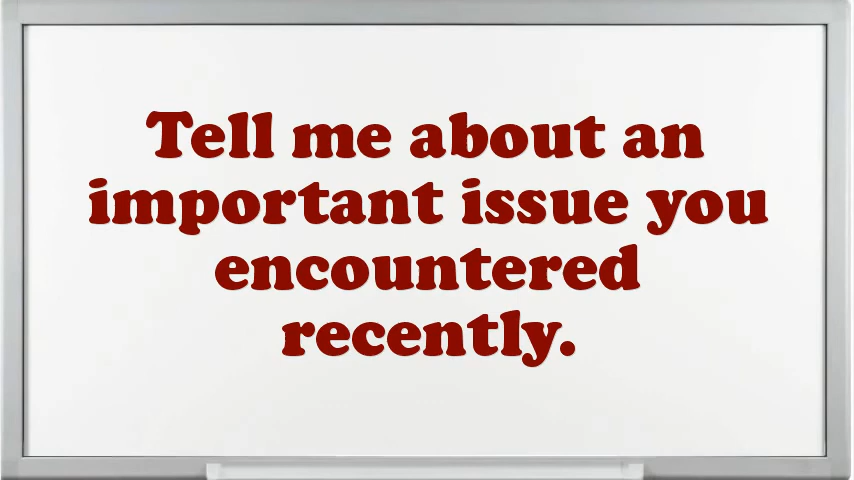 Tell me about an
important issue you
encountered
recently.